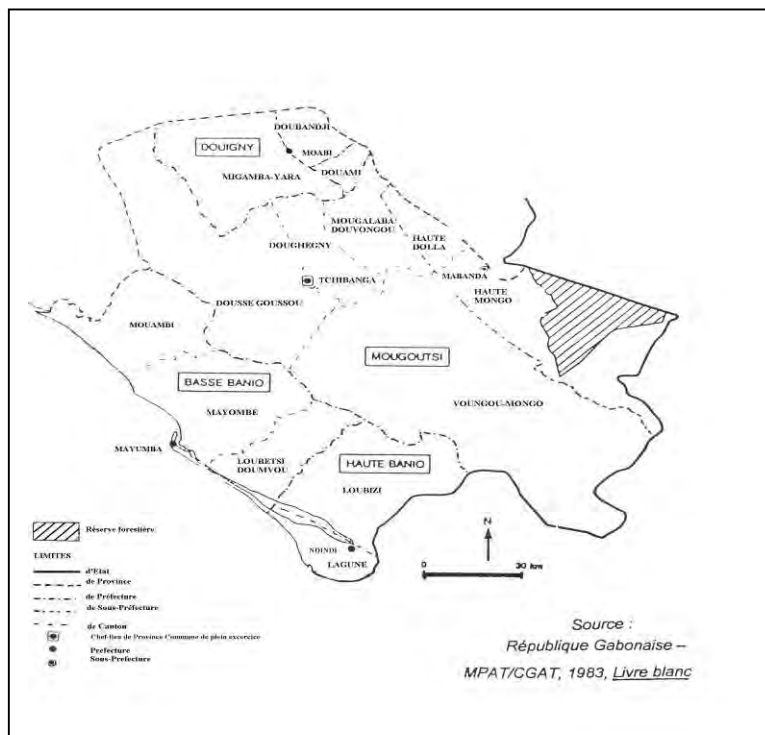 DOUBANDJI
DOUIGNY
MOABI
DOUAMI
MIGAMBA-YARA
MOUGALABA
DOUVONGOU
HAUTE
DOLLA
DOUGHEGNY
MABANDA
TCHIBANGA
HAUTE
MONGO
DOUSSE GOUSSOU
MOUAMBI
MOUGOUTSI
BASSE BANIO
VOUNGOU-MONGO
MAYOMBE
MAYUMBA
LOUBETSI
DOUMVOU
HAUTE BANIO
LOUBIZI
NDINDI
LAGUNE
N
0 30 km
Réserve forestière
LIMITES
d'Etat
de Province
de Préfecture
de Sous-Préfecture
de Canton
Chef-lieu de Province Commune de plein excercice
Préfecture
Sous-Prefecture
Source :
République Gabonaise –
MPAT/CGAT, 1983, Livre blanc